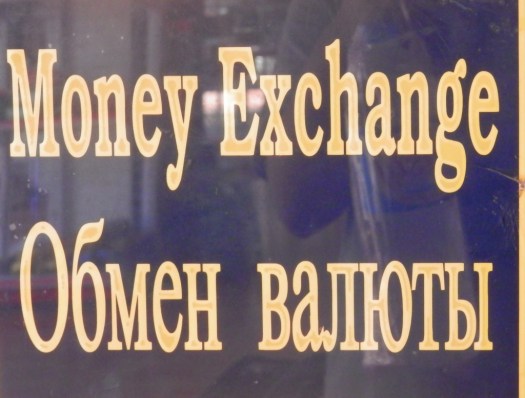 Money Exchange
Обмен валюты